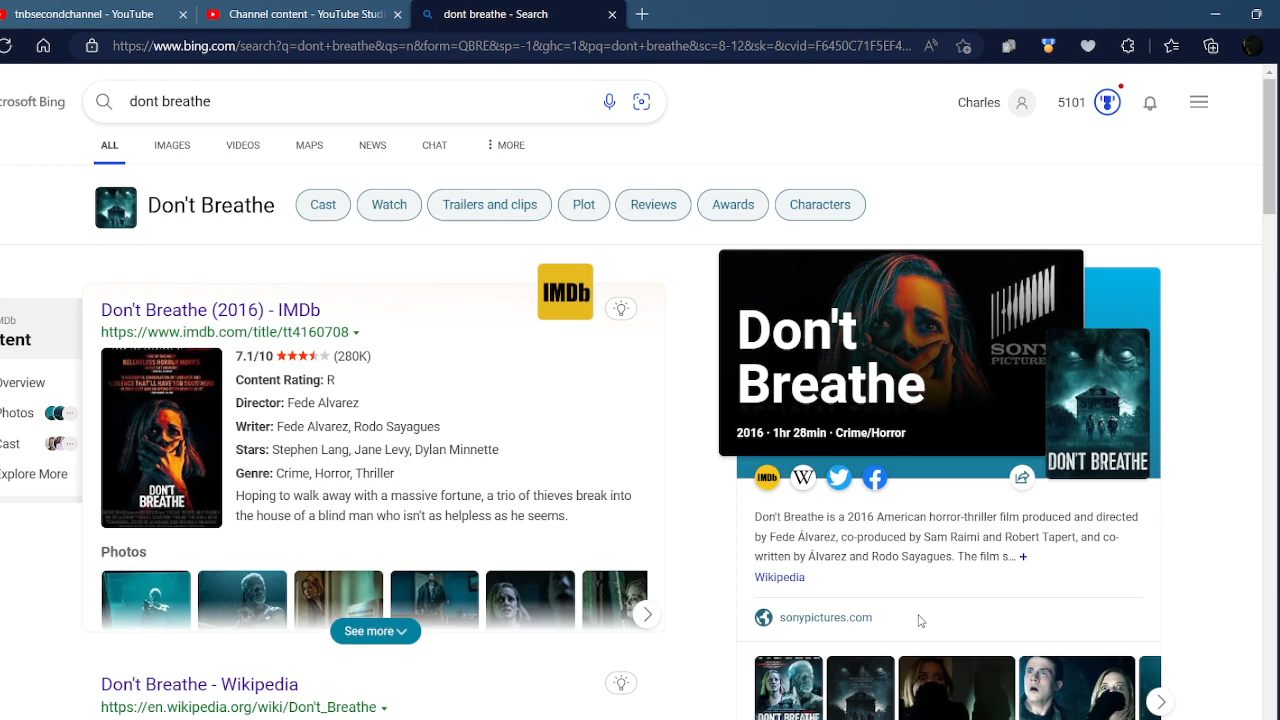 tnbsecondchannel - YouTube
Channel content - YouTube Studi
dont breathe - Search
https://www.bing.com/search?q=dont+breathe&qs=n&form=QBRE&sp=-1&ghc=1&pq=dont+breathe&sc=8-12&sk=&cvid=F6450C71F5EF4...
crosoft Bing
dont breathe
Charles
5101
ALL
IMAGES
VIDEOS
MAPS
NEWS
CHAT
MORE
Don't Breathe
Cast
Watch
Trailers and clips
Plot
Reviews
Awards
Characters
MDb
tent
Overview
Photos
Cast
Explore More
Don't Breathe (2016) - IMDb
https://www.imdb.com/title/tt4160708
IMDb
7.1/10 (280K)
Content Rating: R
Director: Fede Alvarez
Writer: Fede Alvarez, Rodo Sayagues
Stars: Stephen Lang, Jane Levy, Dylan Minnette
Genre: Crime, Horror, Thriller
Hoping to walk away with a massive fortune, a trio of thieves break into
the house of a blind man who isn't as helpless as he seems.
DON'T
BREATHE
Photos
See more
Don't Breathe - Wikipedia
https://en.wikipedia.org/wiki/Don't_Breathe
Don't
Breathe
2016 · 1hr 28min · Crime/Horror
SONY
PICTURE
DON'T BREATHE
IMDb
W
Don't Breathe is a 2016 American horror-thriller film produced and directed
by Fede Álvarez, co-produced by Sam Raimi and Robert Tapert, and co-
written by Álvarez and Rodo Sayagues. The film s... +
Wikipedia
sonypictures.com